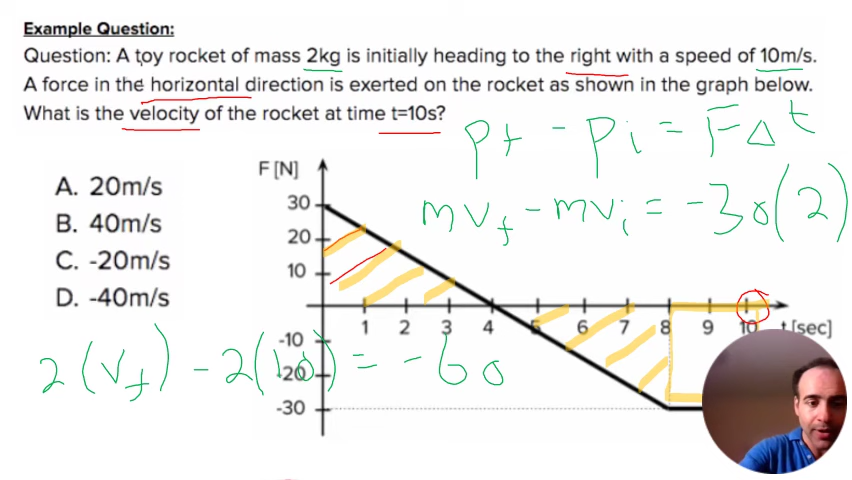 Example Question:
Question: A toy rocket of mass 2kg is initially heading to the right with a speed of 10m/s.
A force in the horizontal direction is exerted on the rocket as shown in the graph below.
What is the velocity of the rocket at time t=10s?
pf - pi = F Δt
mvf - mvi = -30(2)
A. 20m/s
B. 40m/s
C. -20m/s
D. -40m/s
F [N]
30
20
10
-10
-20
-30
1 2 3 4 5 6 7 8 9 10 t [sec]
2(vf) - 2(10) = -60